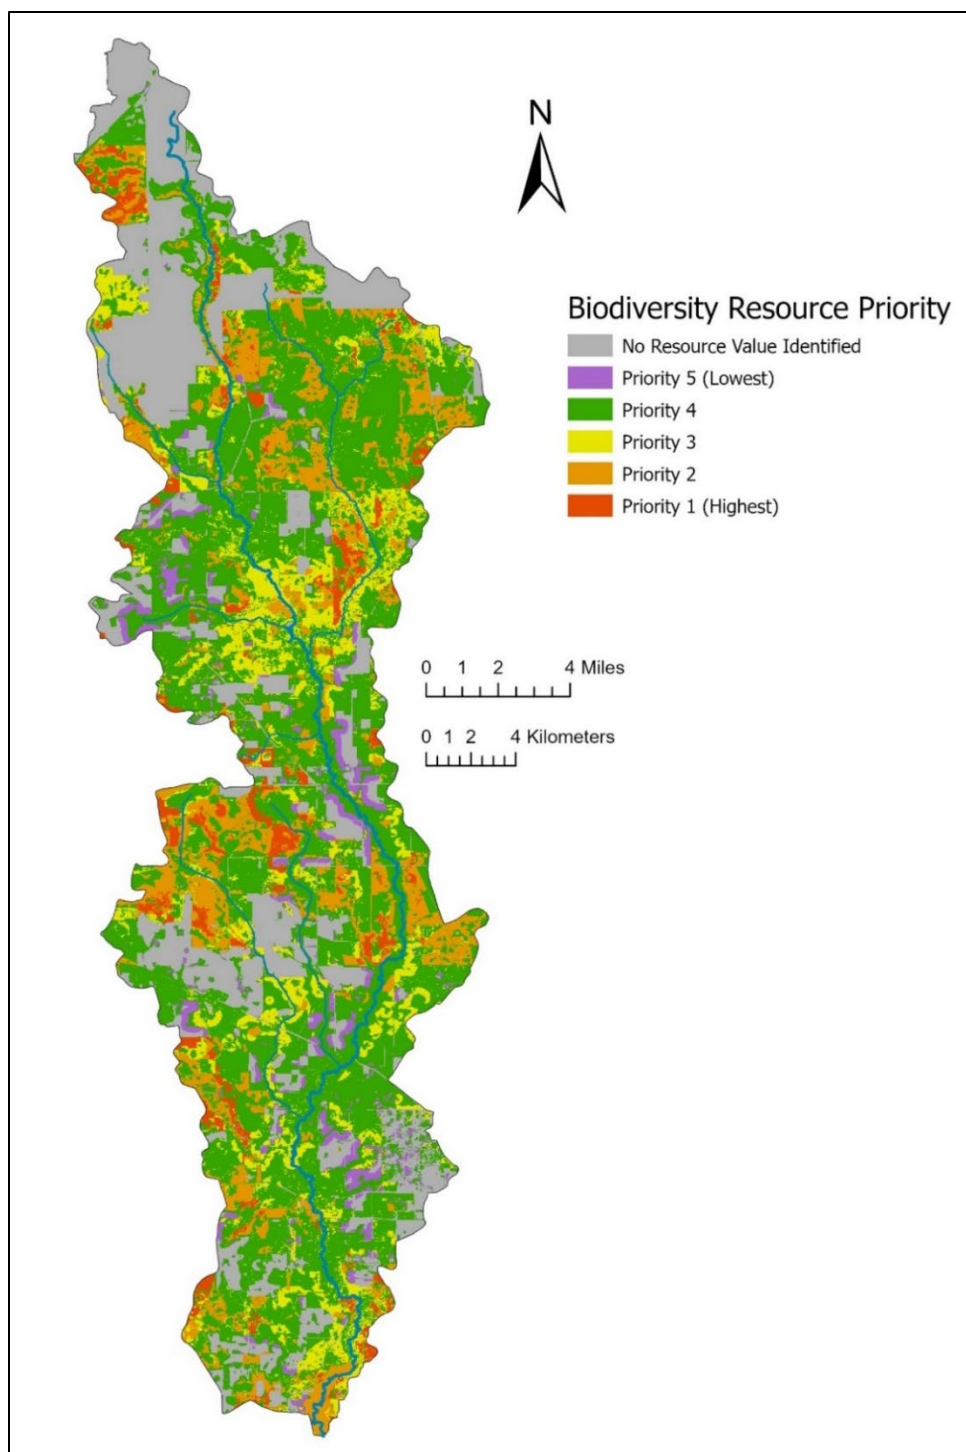 N
Biodiversity Resource Priority
No Resource Value Identified
Priority 5 (Lowest)
Priority 4
Priority 3
Priority 2
Priority 1 (Highest)
0 1 2 4 Miles
0 1 2 4 Kilometers